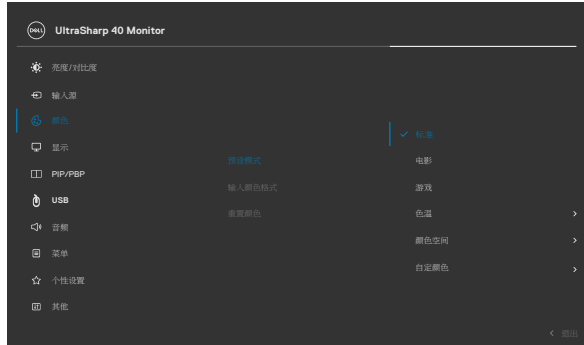 DELL UltraSharp 40 Monitor
亮度/对比度
输入源
颜色
标准
显示
预设模式
电影
PIP/PBP
输入颜色格式
游戏
USB
重置颜色
色温
音频
颜色空间
菜单
自定颜色
个性设置
其他
退出